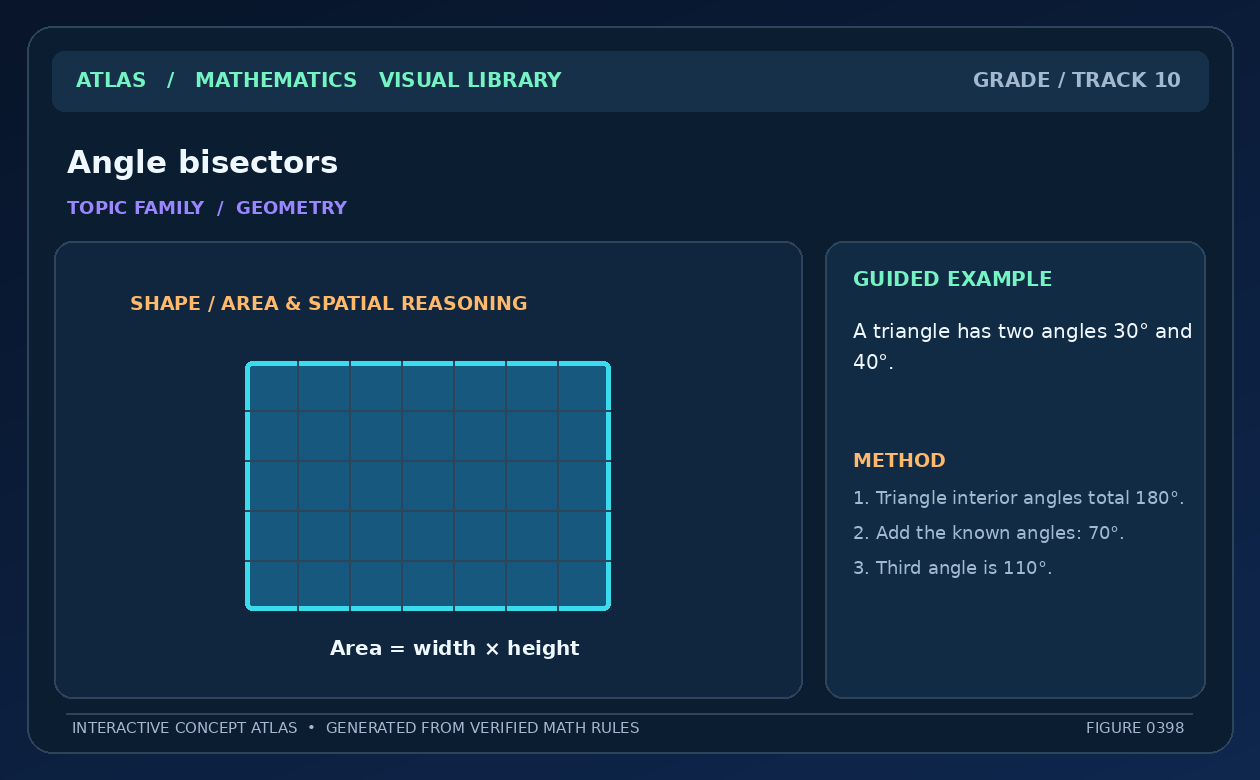 ATLAS / MATHEMATICS VISUAL LIBRARY
GRADE / TRACK 10
Angle bisectors
TOPIC FAMILY / GEOMETRY
SHAPE / AREA & SPATIAL REASONING
Area = width × height
GUIDED EXAMPLE
A triangle has two angles 30° and
40°.
METHOD
1. Triangle interior angles total 180°.
2. Add the known angles: 70°.
3. Third angle is 110°.
INTERACTIVE CONCEPT ATLAS • GENERATED FROM VERIFIED MATH RULES
FIGURE 0398